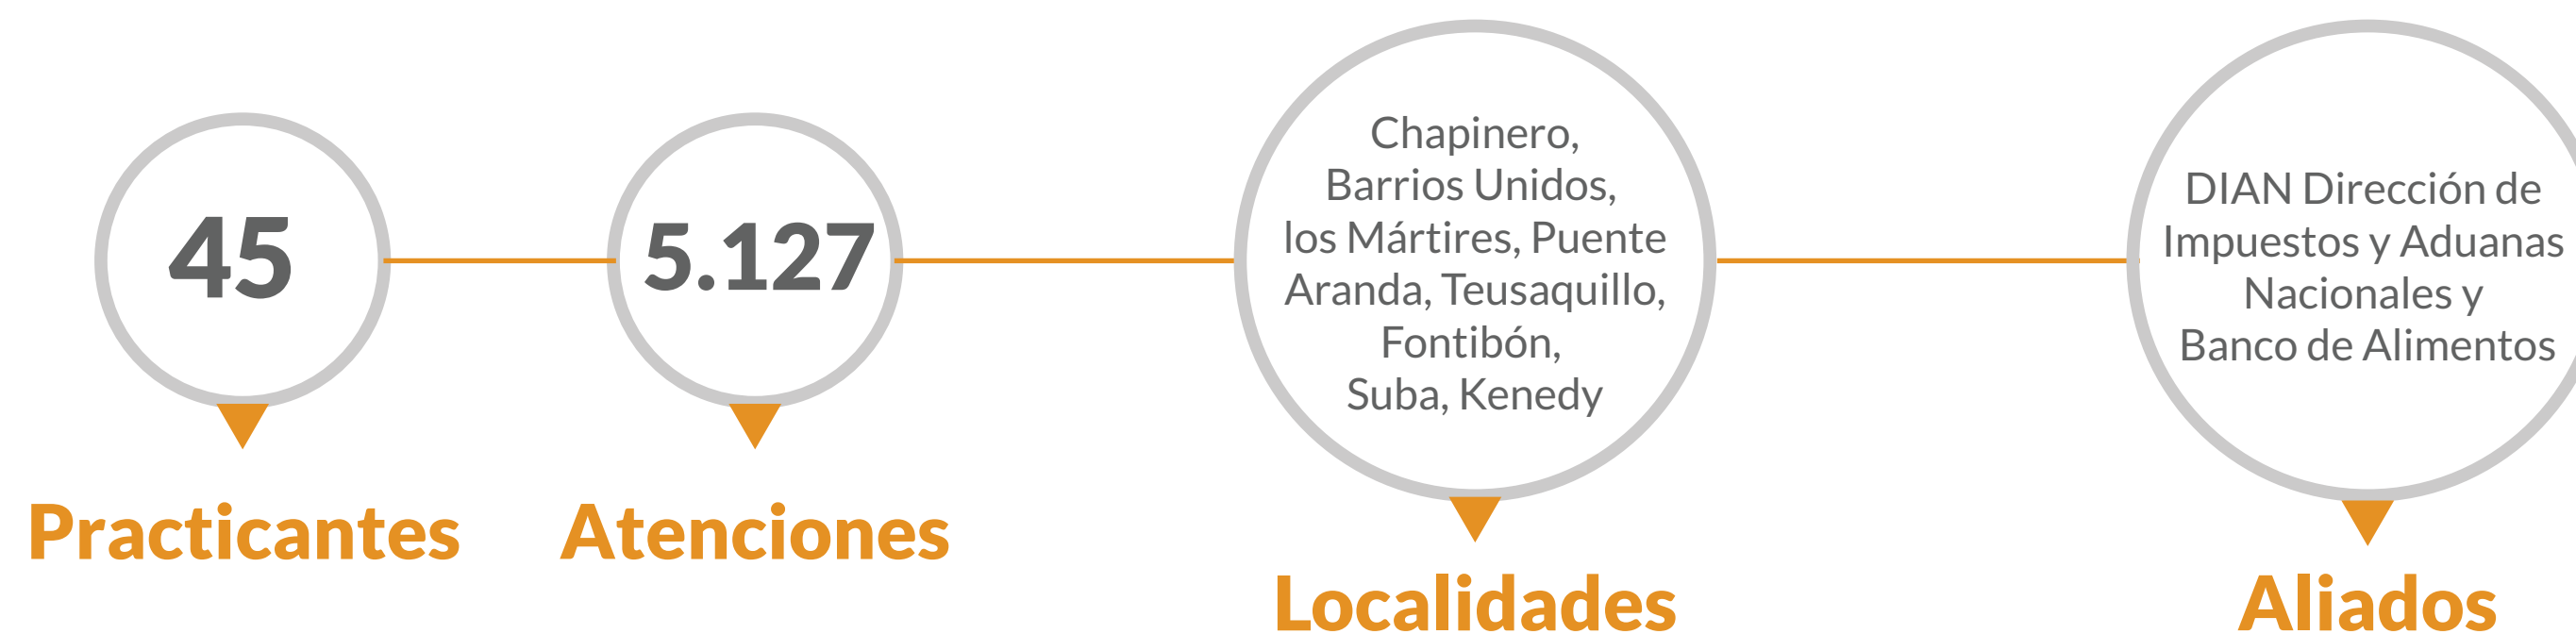 45
Practicantes
5.127
Atenciones
Chapinero,
Barrios Unidos,
los Mártires, Puente
Aranda, Teusaquillo,
Fontibón,
Suba, Kenedy
Localidades
DIAN Dirección de
Impuestos y Aduanas
Nacionales y
Banco de Alimentos
Aliados